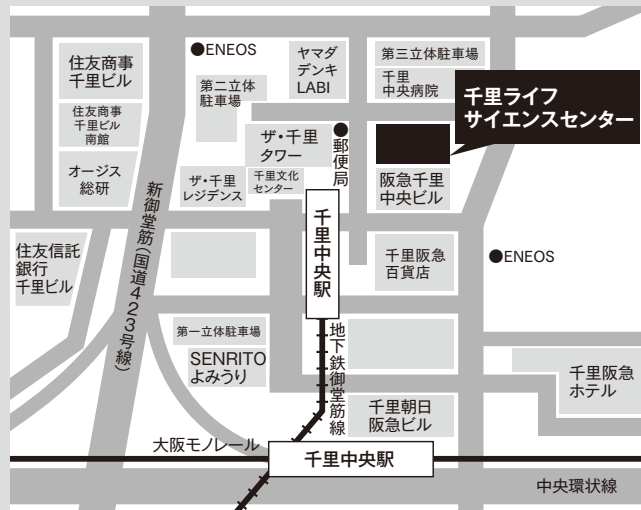 住友商事
千里ビル
●ENEOS
ヤマダ
デンキ
LABI
第三立体駐車場
千里
中央病院
第二立体
駐車場
千里ライフ
サイエンスセンター
住友商事
千里ビル
南館
ザ・千里
タワー
●郵便局
オージス
総研
ザ・千里
レジデンス
千里文化
センター
阪急千里
中央ビル
新御堂筋(国道423号線)
千里中央駅
住友信託
銀行
千里ビル
千里阪急
百貨店
●ENEOS
第一立体駐車場
地下鉄御堂筋線
SENRITO
よみうり
千里阪急
ホテル
千里朝日
阪急ビル
大阪モノレール
千里中央駅
中央環状線